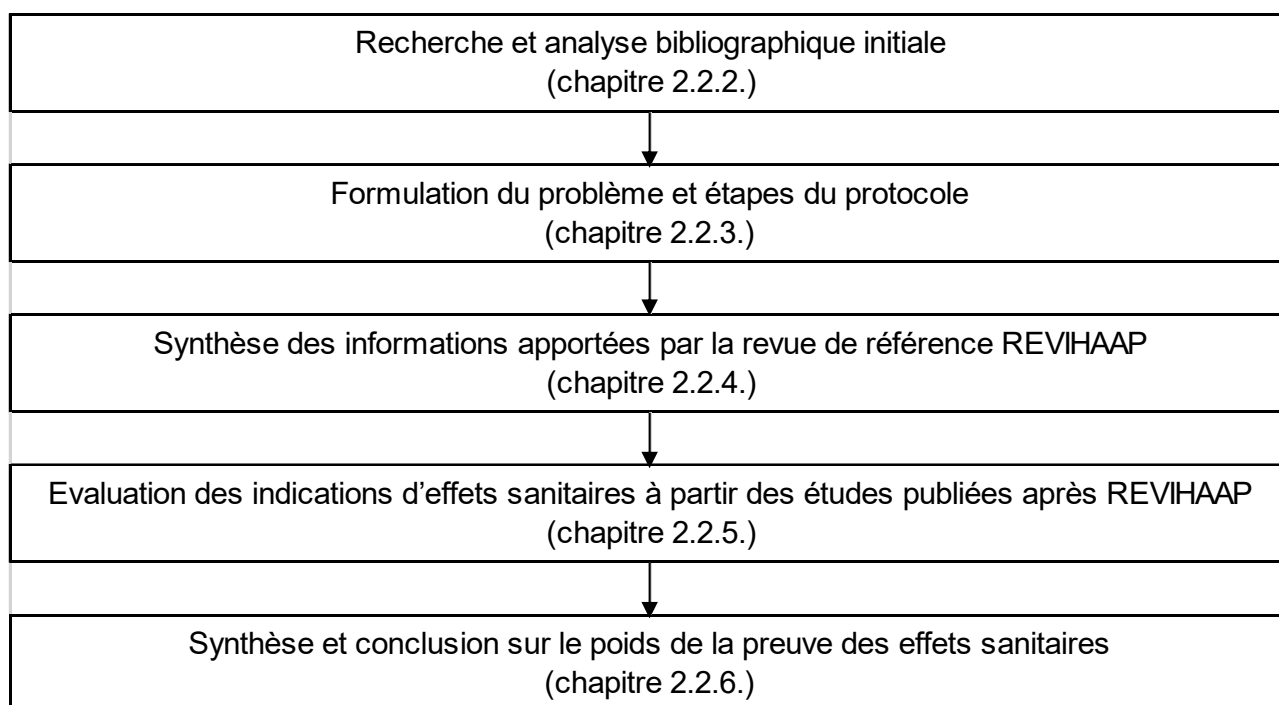 Recherche et analyse bibliographique initiale
(chapitre 2.2.2.)
Formulation du problème et étapes du protocole
(chapitre 2.2.3.)
Synthèse des informations apportées par la revue de référence REVIHAAP
(chapitre 2.2.4.)
Evaluation des indications d’effets sanitaires à partir des études publiées après REVIHAAP
(chapitre 2.2.5.)
Synthèse et conclusion sur le poids de la preuve des effets sanitaires
(chapitre 2.2.6.)